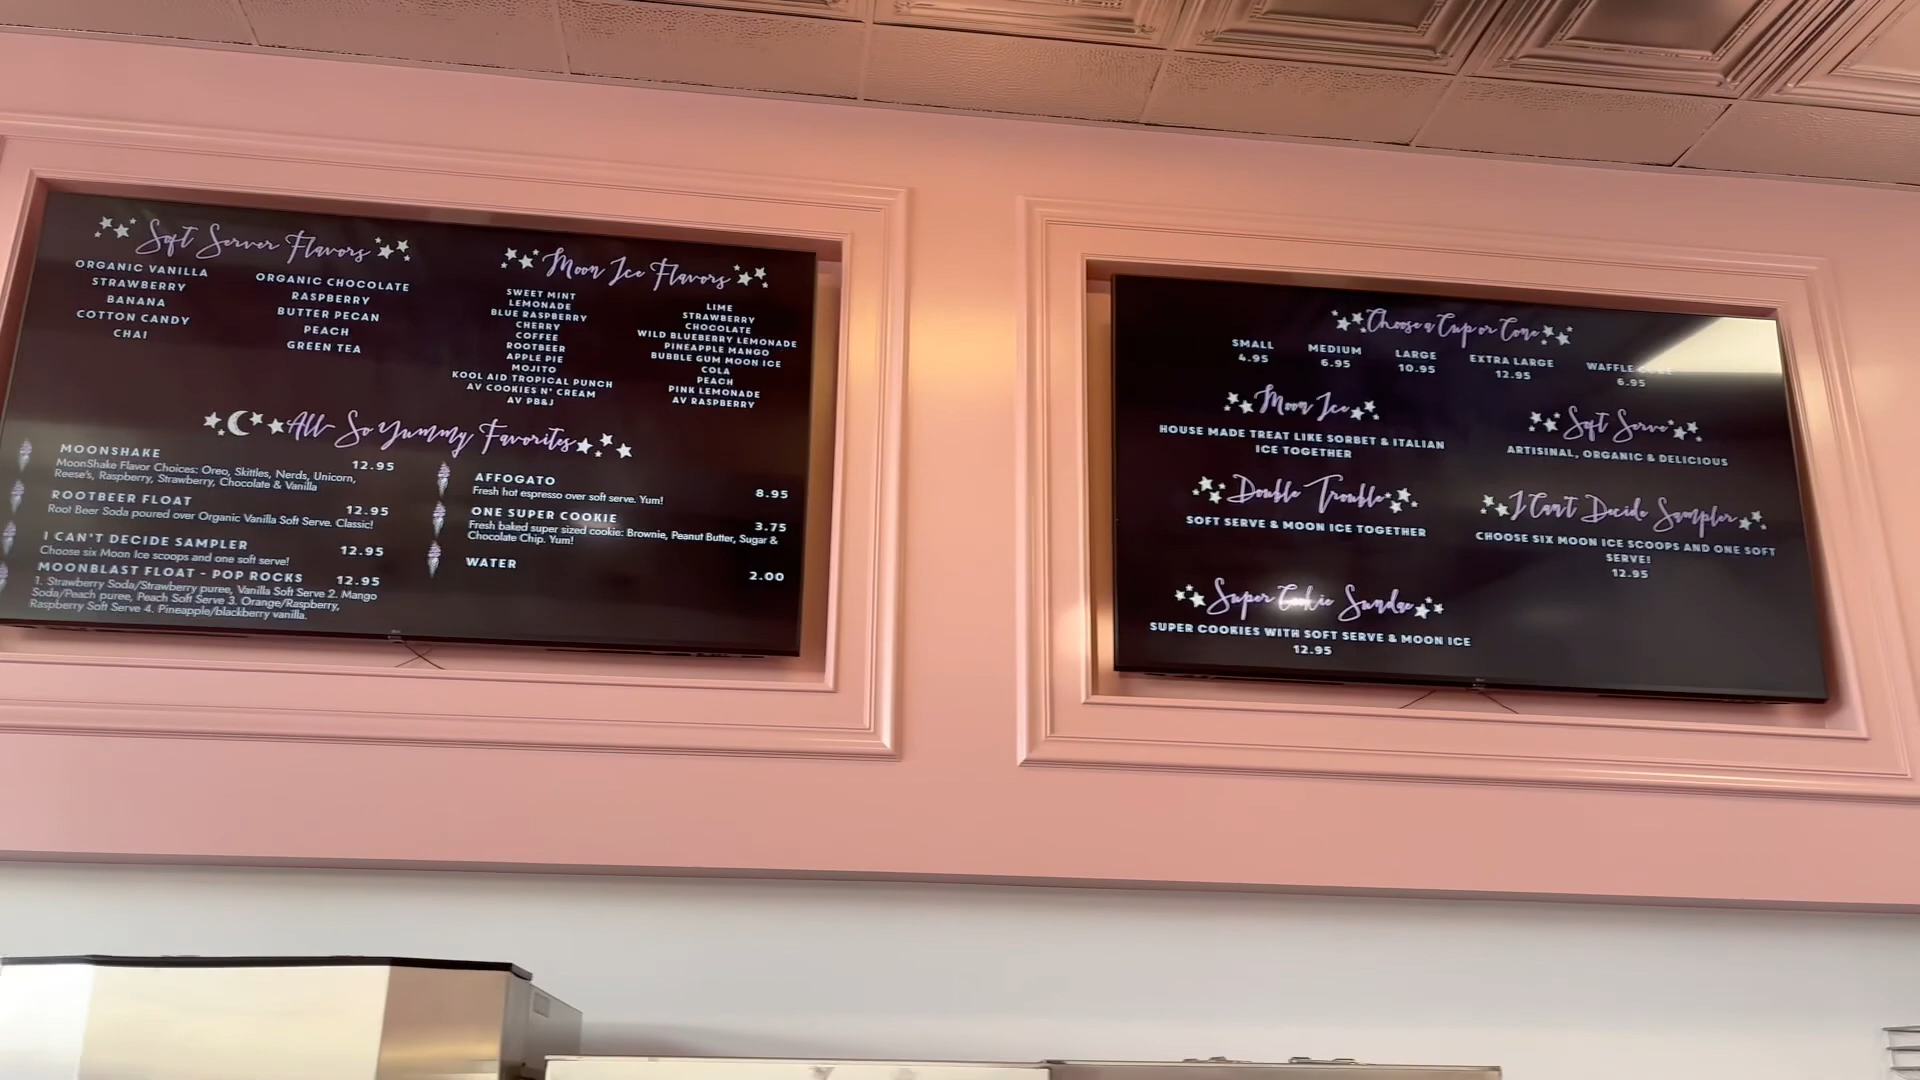 Soft Server Flavors
ORGANIC VANILLA
STRAWBERRY
BANANA
COTTON CANDY
CHAI
ORGANIC CHOCOLATE
RASPBERRY
BUTTER PECAN
PEACH
GREEN TEA
Moon Ice Flavors
SWEET MINT
LEMONADE
BLUE RASPBERRY
CHERRY
COFFEE
ROOTBEER
APPLE PIE
MOJITO
KOOL AID TROPICAL PUNCH
AV COOKIES N' CREAM
AV PB&J
LIME
STRAWBERRY
CHOCOLATE
WILD BLUEBERRY LEMONADE
PINEAPPLE MANGO
BUBBLE GUM MOON ICE
COLA
PEACH
PINK LEMONADE
AV RASPBERRY
All-So Yummy Favorites
MOONSHAKE 12.95
MoonShake Flavor Choices: Oreo, Skittles, Nerds, Unicorn,
Reese's, Raspberry, Strawberry, Chocolate & Vanilla
ROOTBEER FLOAT 12.95
Root Beer Soda poured over Organic Vanilla Soft Serve. Classic!
I CAN'T DECIDE SAMPLER 12.95
Choose six Moon Ice scoops and one soft serve!
MOONBLAST FLOAT - POP ROCKS 12.95
1. Strawberry Soda/Strawberry puree, Vanilla Soft Serve 2. Mango
Soda/Peach puree, Peach Soft Serve 3. Orange/Raspberry,
Raspberry Soft Serve 4. Pineapple/blackberry vanilla.
AFFOGATO 8.95
Fresh hot espresso over soft serve. Yum!
ONE SUPER COOKIE 3.75
Fresh baked super sized cookie: Brownie, Peanut Butter, Sugar &
Chocolate Chip. Yum!
WATER 2.00
Choose a Cup or Cone
SMALL
4.95
MEDIUM
6.95
LARGE
10.95
EXTRA LARGE
12.95
WAFFLE
6.95
Moon Ice
HOUSE MADE TREAT LIKE SORBET & ITALIAN
ICE TOGETHER
Soft Serve
ARTISINAL, ORGANIC & DELICIOUS
Double Trouble
SOFT SERVE & MOON ICE TOGETHER
I Can't Decide Sampler
CHOOSE SIX MOON ICE SCOOPS AND ONE SOFT
SERVE!
12.95
Super Cookie Sundae
SUPER COOKIES WITH SOFT SERVE & MOON ICE
12.95